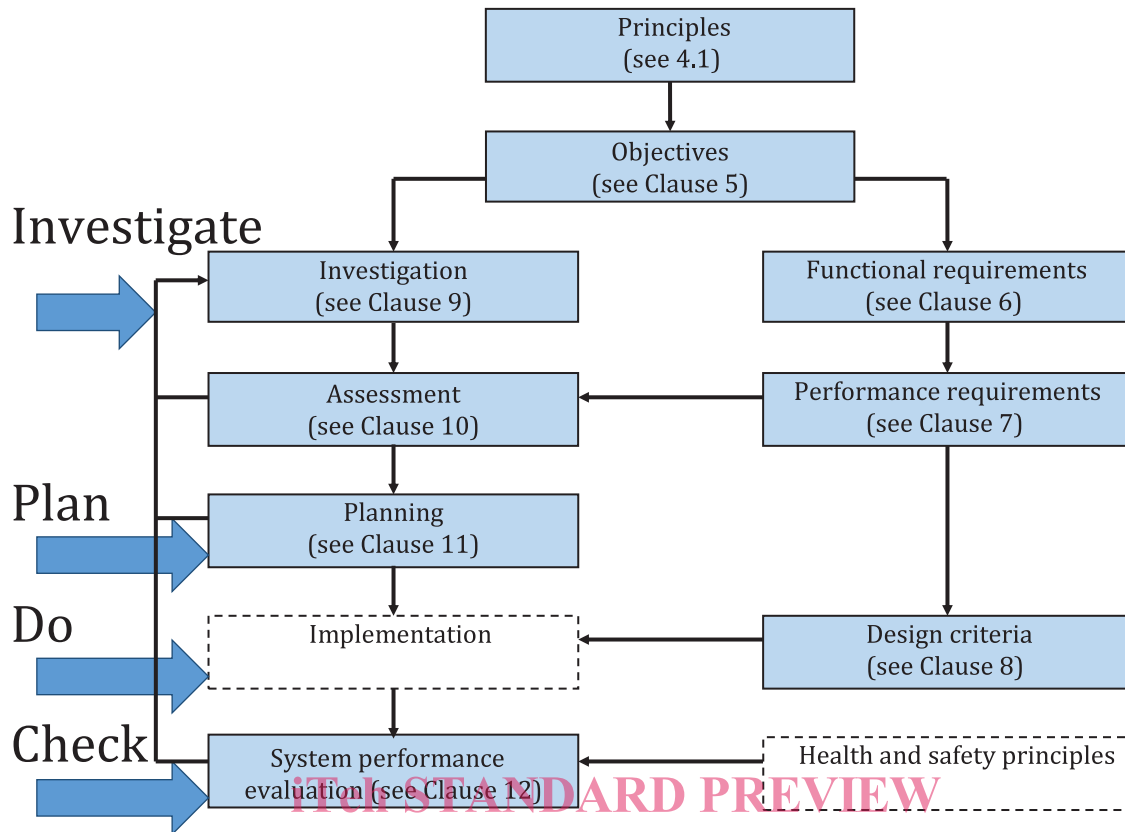 Principles
(see 4.1)
Objectives
(see Clause 5)
Investigate
Investigation
(see Clause 9)
Functional requirements
(see Clause 6)
Assessment
(see Clause 10)
Performance requirements
(see Clause 7)
Plan
Planning
(see Clause 11)
Do
Implementation
Design criteria
(see Clause 8)
Check
System performance
evaluation (see Clause 12)
Health and safety principles
iTeh STANDARD PREVIEW